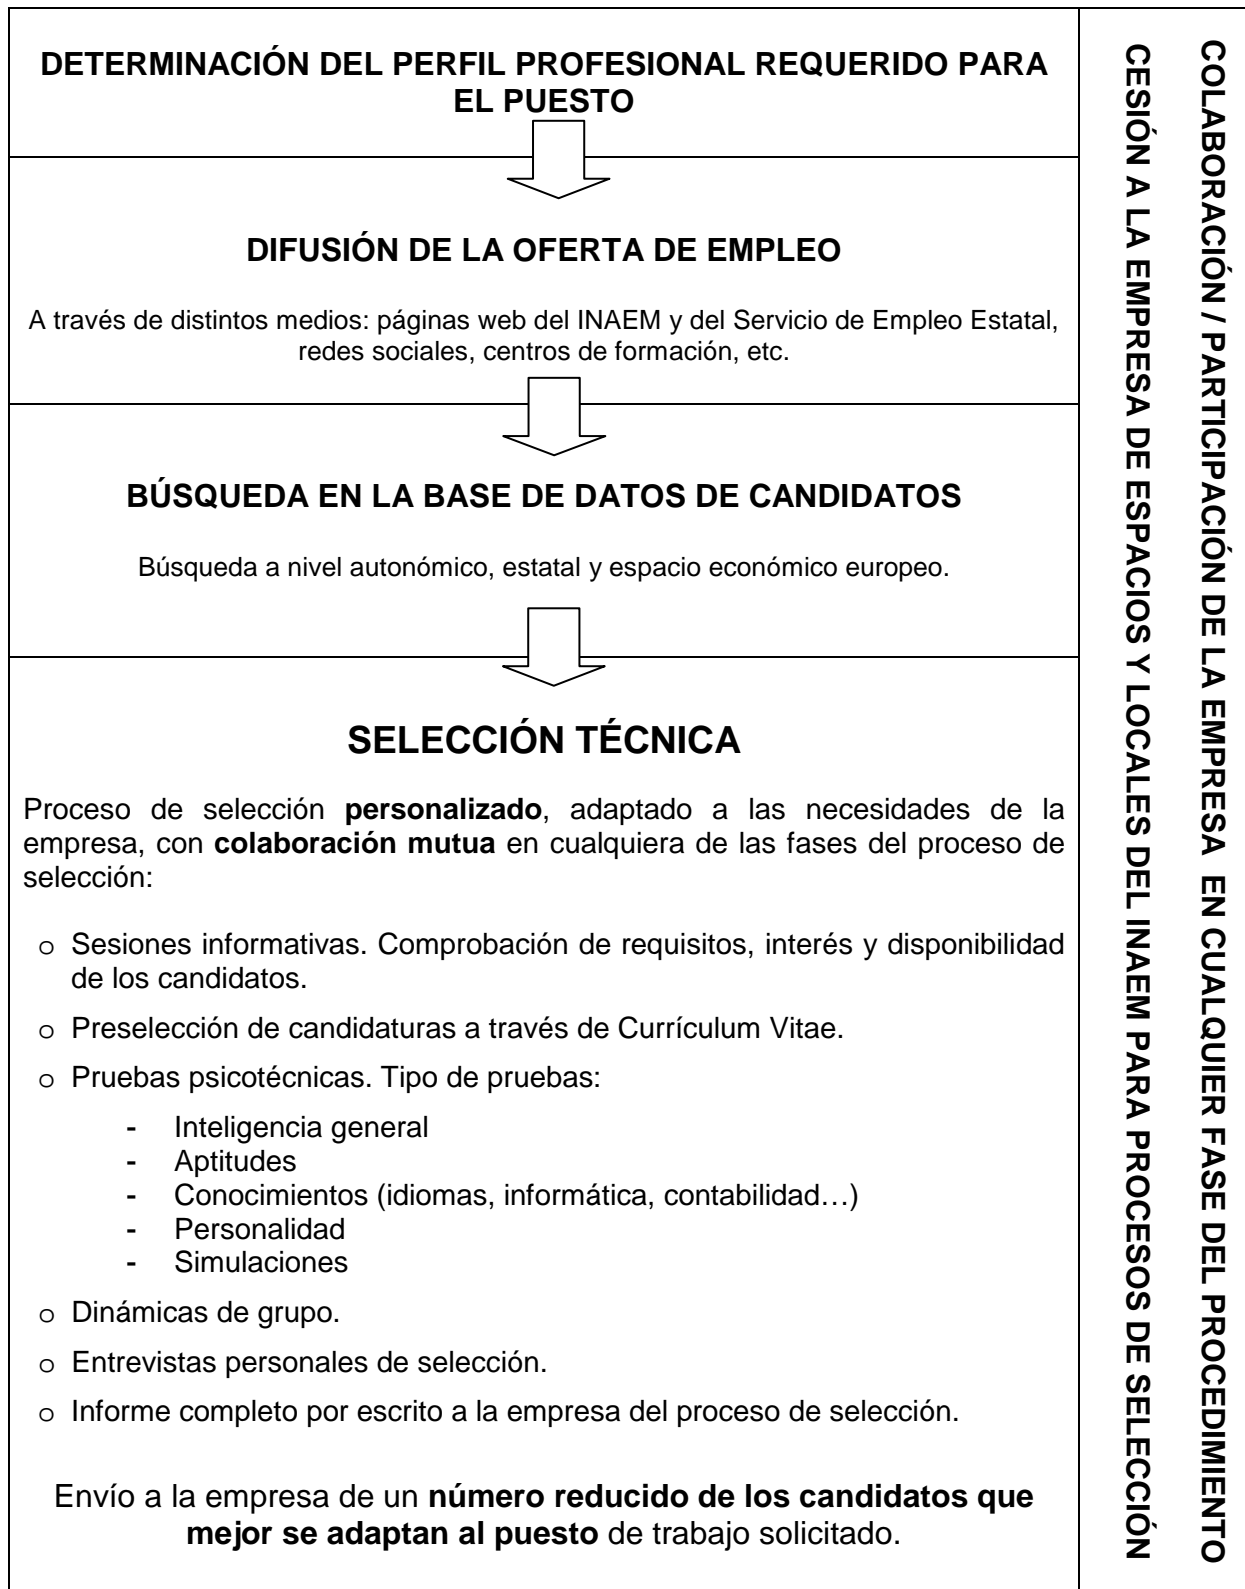 DETERMINACIÓN DEL PERFIL PROFESIONAL REQUERIDO PARA
EL PUESTO
DIFUSIÓN DE LA OFERTA DE EMPLEO
A través de distintos medios: páginas web del INAEM y del Servicio de Empleo Estatal,
redes sociales, centros de formación, etc.
BÚSQUEDA EN LA BASE DE DATOS DE CANDIDATOS
Búsqueda a nivel autonómico, estatal y espacio económico europeo.
SELECCIÓN TÉCNICA
Proceso de selección personalizado, adaptado a las necesidades de la
empresa, con colaboración mutua en cualquiera de las fases del proceso de
selección:
o Sesiones informativas. Comprobación de requisitos, interés y disponibilidad
de los candidatos.
o Preselección de candidaturas a través de Currículum Vitae.
o Pruebas psicotécnicas. Tipo de pruebas:
- Inteligencia general
- Aptitudes
- Conocimientos (idiomas, informática, contabilidad…)
- Personalidad
- Simulaciones
o Dinámicas de grupo.
o Entrevistas personales de selección.
o Informe completo por escrito a la empresa del proceso de selección.
Envío a la empresa de un número reducido de los candidatos que
mejor se adaptan al puesto de trabajo solicitado.
COLABORACIÓN / PARTICIPACIÓN DE LA EMPRESA EN CUALQUIER FASE DEL PROCEDIMIENTO
CESIÓN A LA EMPRESA DE ESPACIOS Y LOCALES DEL INAEM PARA PROCESOS DE SELECCIÓN